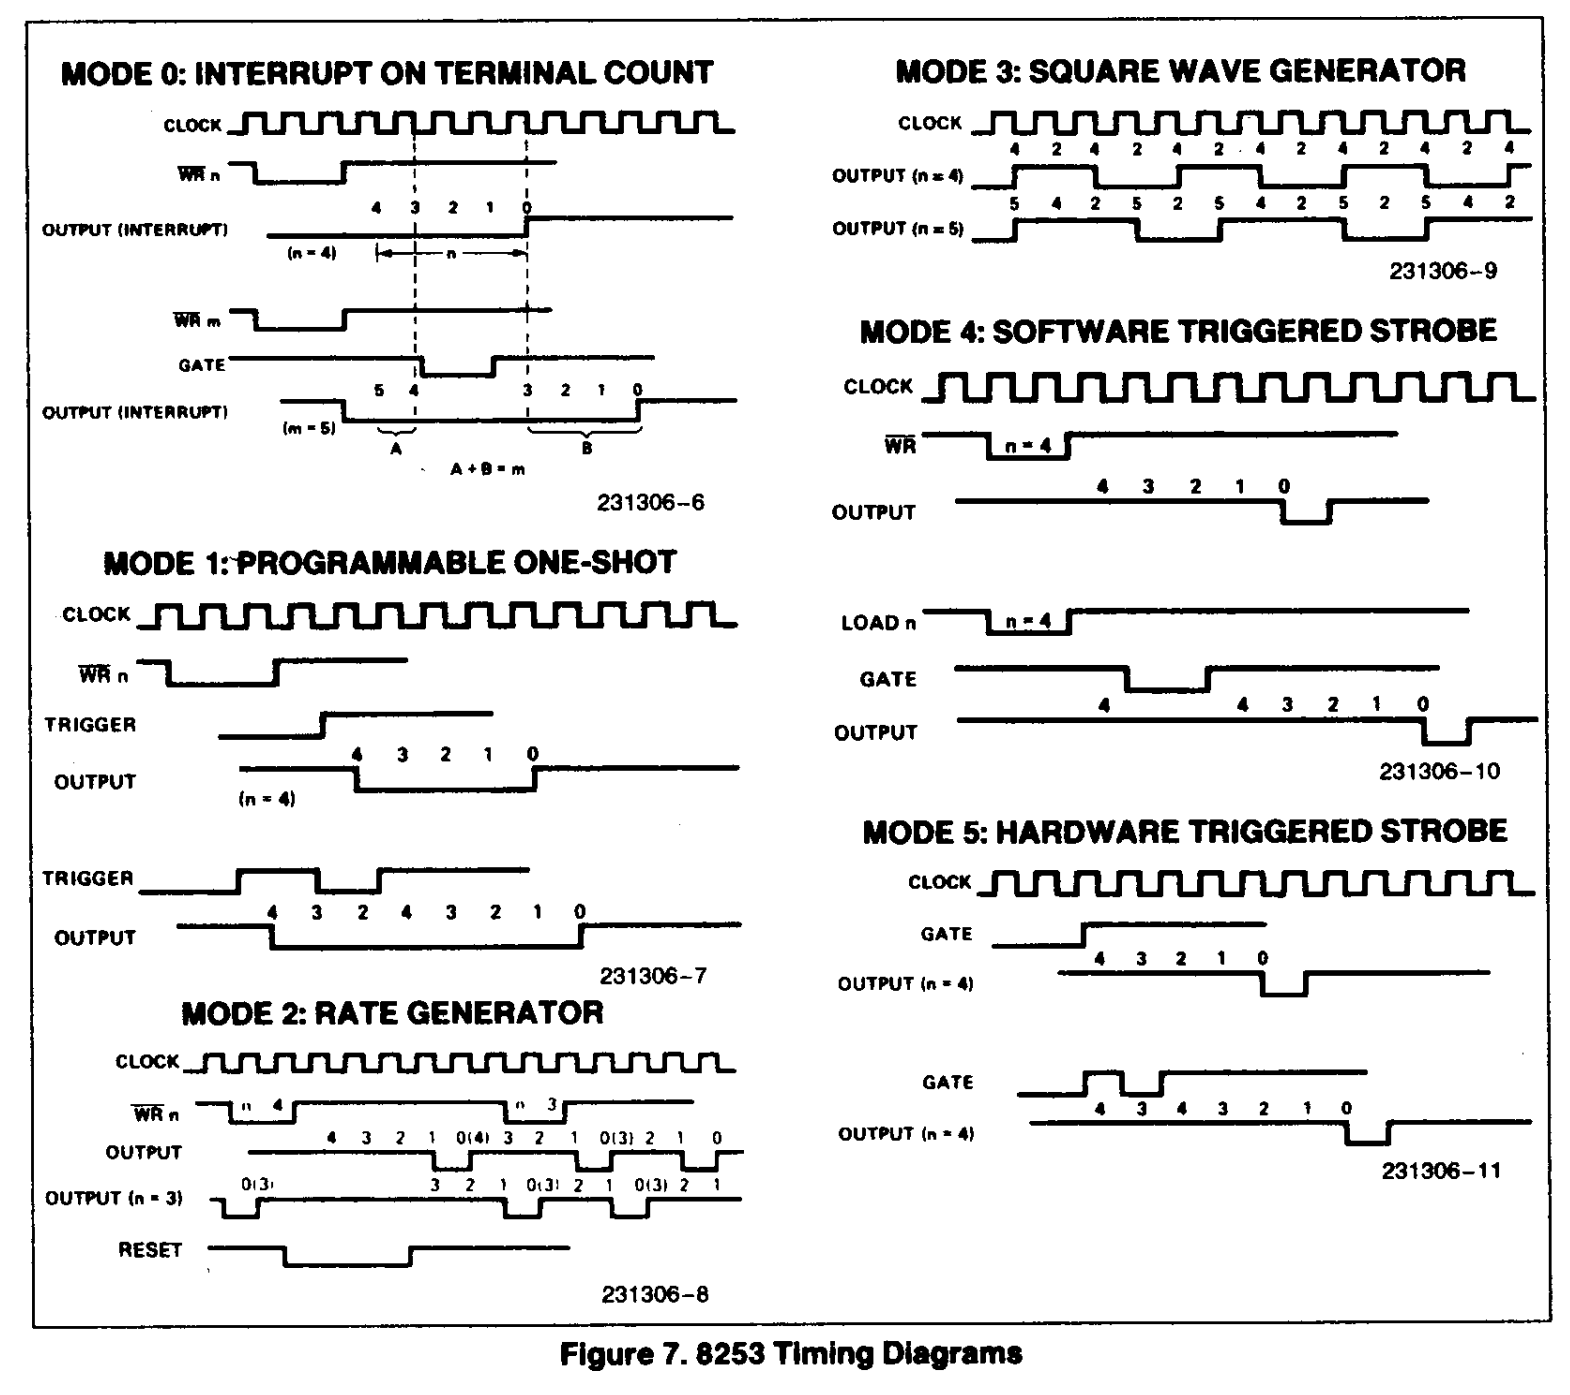 MODE 0: INTERRUPT ON TERMINAL COUNT
CLOCK
WR n
4 3 2 1 0
OUTPUT (INTERRUPT)
(n = 4)
n
WR m
GATE
5 4 3 2 1 0
OUTPUT (INTERRUPT)
(m = 5)
A B
A + B = m
231306-6
MODE 1: PROGRAMMABLE ONE-SHOT
CLOCK
WR n
TRIGGER
4 3 2 1 0
OUTPUT
(n = 4)
TRIGGER
4 3 2 4 3 2 1 0
OUTPUT
231306-7
MODE 2: RATE GENERATOR
CLOCK
WR n
n 4 n 3
4 3 2 1 0(4) 3 2 1 0(3) 2 1 0
OUTPUT
0(3) 3 2 1 0(3) 2 1 0(3) 2 1
OUTPUT (n = 3)
RESET
231306-8
MODE 3: SQUARE WAVE GENERATOR
CLOCK
4 2 4 2 4 2 4 2 4 2 4 2 4
OUTPUT (n = 4)
5 4 2 5 2 5 4 2 5 2 5 4 2
OUTPUT (n = 5)
231306-9
MODE 4: SOFTWARE TRIGGERED STROBE
CLOCK
WR
n = 4
4 3 2 1 0
OUTPUT
LOAD n
n = 4
GATE
4 4 3 2 1 0
OUTPUT
231306-10
MODE 5: HARDWARE TRIGGERED STROBE
CLOCK
GATE
4 3 2 1 0
OUTPUT (n = 4)
GATE
4 3 4 3 2 1 0
OUTPUT (n = 4)
231306-11
Figure 7. 8253 Timing Diagrams